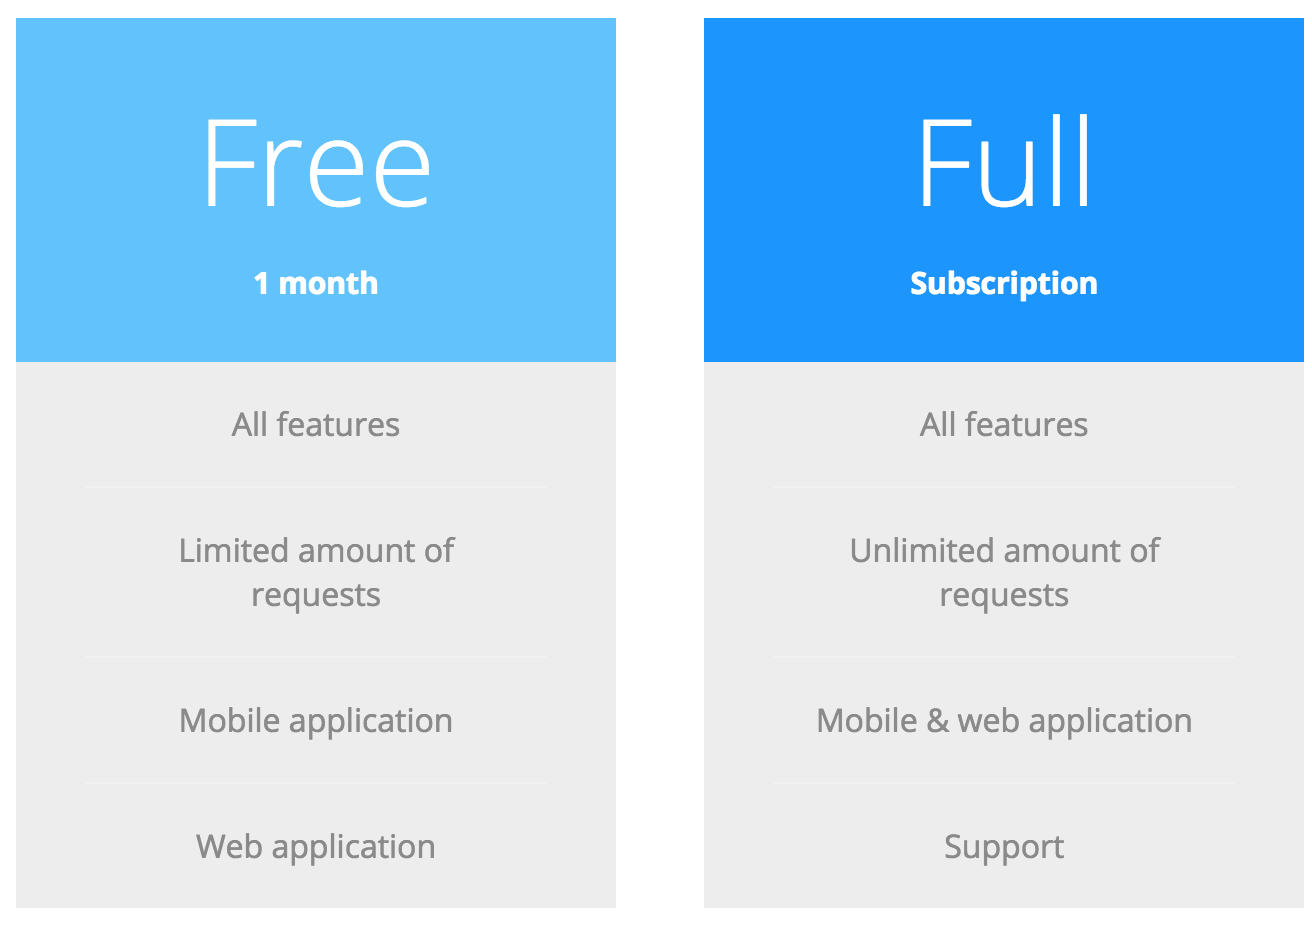 Free
1 month
All features
Limited amount of
requests
Mobile application
Web application
Full
Subscription
All features
Unlimited amount of
requests
Mobile & web application
Support